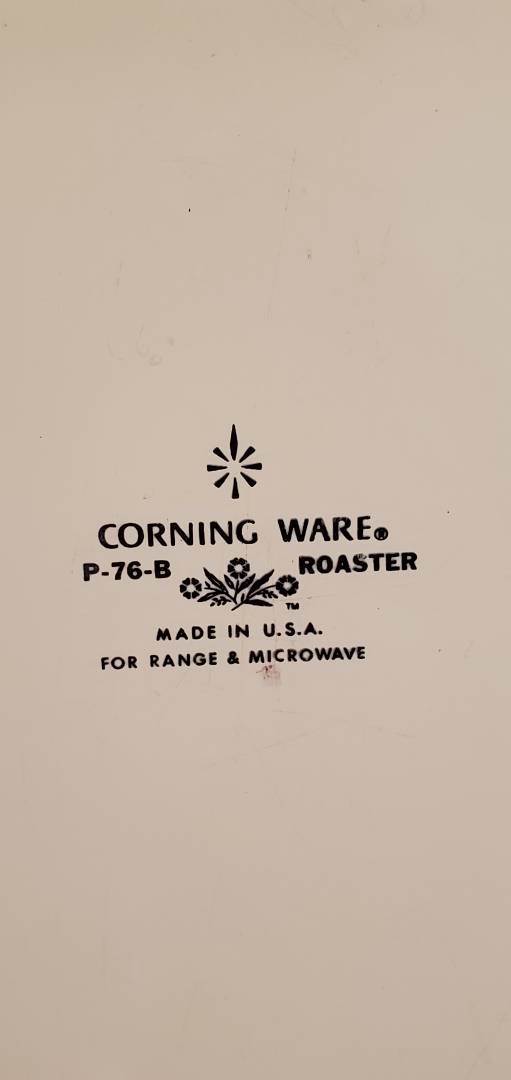 CORNING WARE®
P-76-B ROASTER
™
MADE IN U.S.A.
FOR RANGE & MICROWAVE